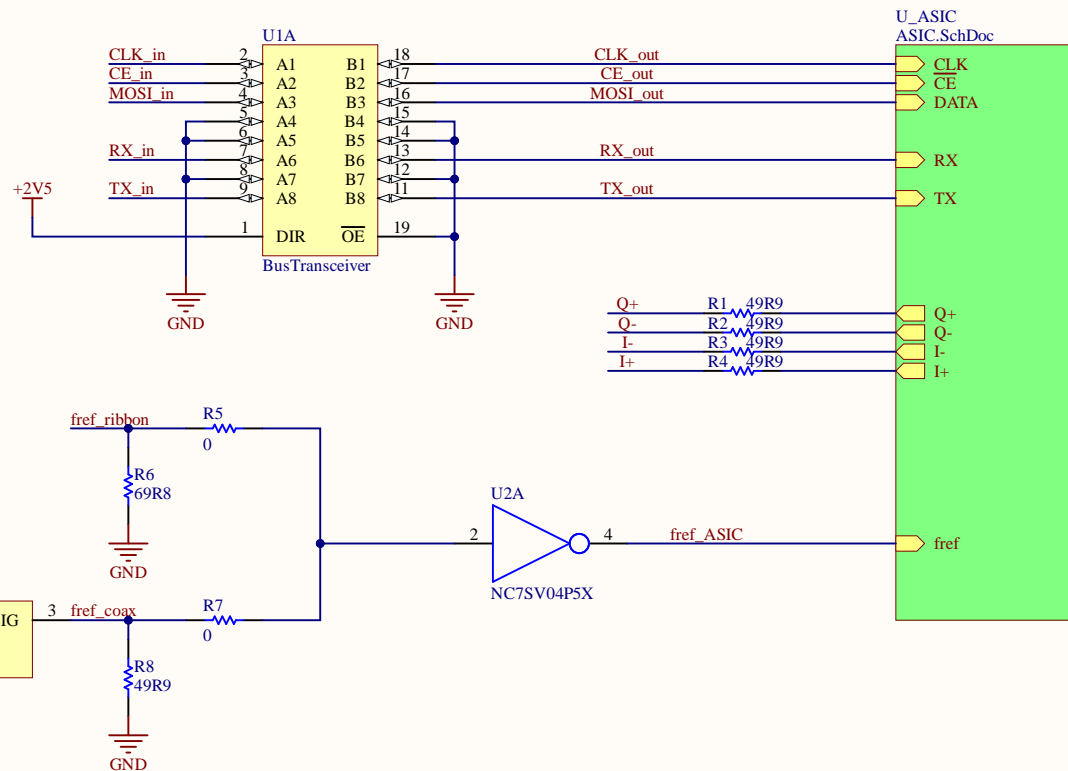 U_ASIC
ASIC.SchDoc
U1A
CLK_in 2 A1 B1 18 CLK_out CLK
CE_in 3 A2 B2 17 CE_out CE
MOSI_in 4 A3 B3 16 MOSI_out DATA
5 A4 B4 15
6 A5 B5 14
RX_in 7 A6 B6 13 RX_out RX
8 A7 B7 12
TX_in 9 A8 B8 11 TX_out TX
+2V5
1 DIR OE 19
BusTransceiver
GND GND
Q+ R1 49R9 Q+
Q- R2 49R9 Q-
I- R3 49R9 I-
I+ R4 49R9 I+
fref_ribbon R5
0
R6
69R8
GND
U2A
2 4 fref_ASIC fref
NC7SV04P5X
IG 3 fref_coax R7
0
R8
49R9
GND